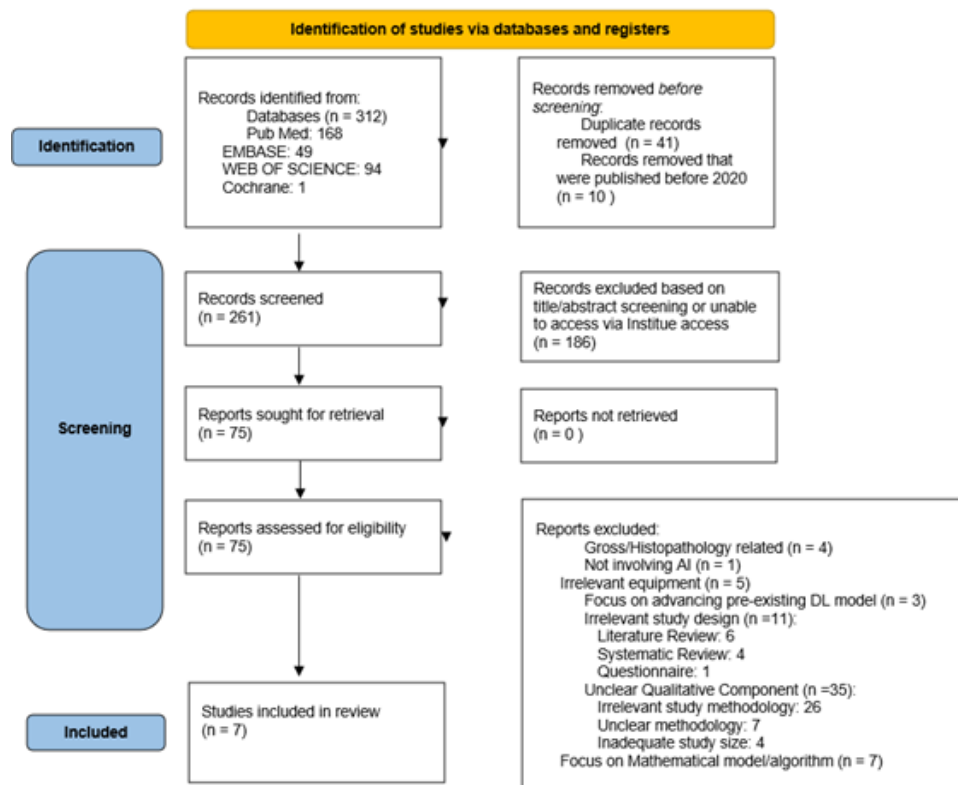 Identification of studies via databases and registers
Identification
Records identified from:
Databases (n = 312)
Pub Med: 168
EMBASE: 49
WEB OF SCIENCE: 94
Cochrane: 1
Records removed before
screening:
Duplicate records
removed (n = 41)
Records removed that
were published before 2020
(n = 10 )
Screening
Records screened
(n = 261)
Records excluded based on
title/abstract screening or unable
to access via Institue access
(n = 186)
Reports sought for retrieval
(n = 75)
Reports not retrieved
(n = 0 )
Reports assessed for eligibility
(n = 75)
Reports excluded:
Gross/Histopathology related (n = 4)
Not involving AI (n = 1)
Irrelevant equipment (n = 5)
Focus on advancing pre-existing DL model (n = 3)
Irrelevant study design (n =11):
Literature Review: 6
Systematic Review: 4
Questionnaire: 1
Unclear Qualitative Component (n =35):
Irrelevant study methodology: 26
Unclear methodology: 7
Inadequate study size: 4
Focus on Mathematical model/algorithm (n = 7)
Included
Studies included in review
(n = 7)